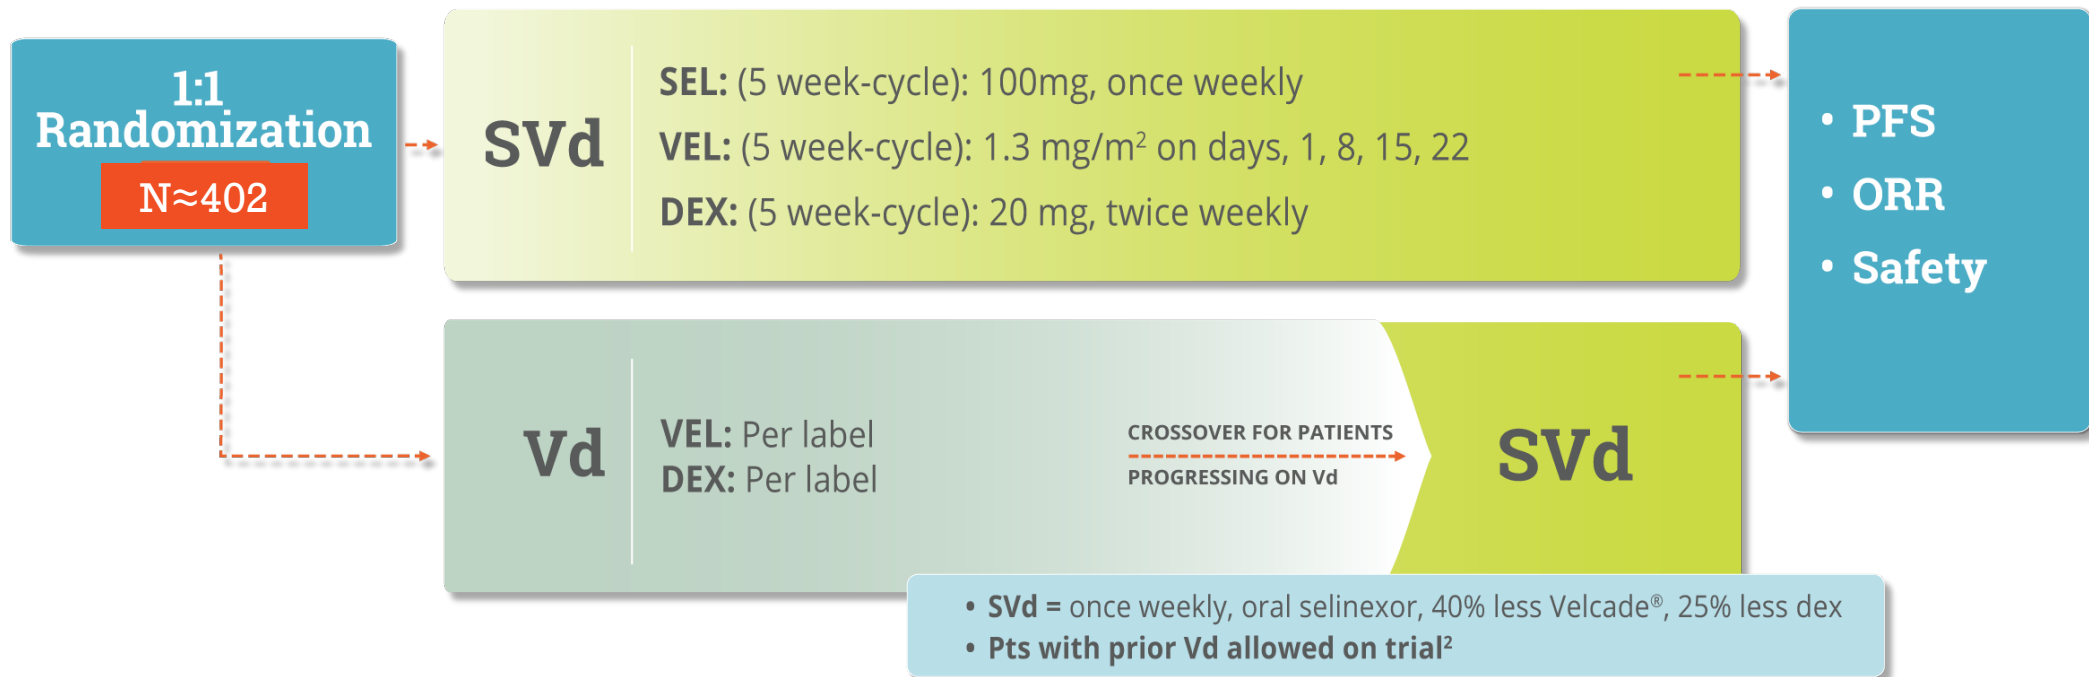 1:1
Randomization
N≈402
SVd
SEL: (5 week-cycle): 100mg, once weekly
VEL: (5 week-cycle): 1.3 mg/m² on days, 1, 8, 15, 22
DEX: (5 week-cycle): 20 mg, twice weekly
Vd
VEL: Per label
DEX: Per label
CROSSOVER FOR PATIENTS
PROGRESSING ON Vd
SVd
• PFS
• ORR
• Safety
• SVd = once weekly, oral selinexor, 40% less Velcade®, 25% less dex
• Pts with prior Vd allowed on trial²